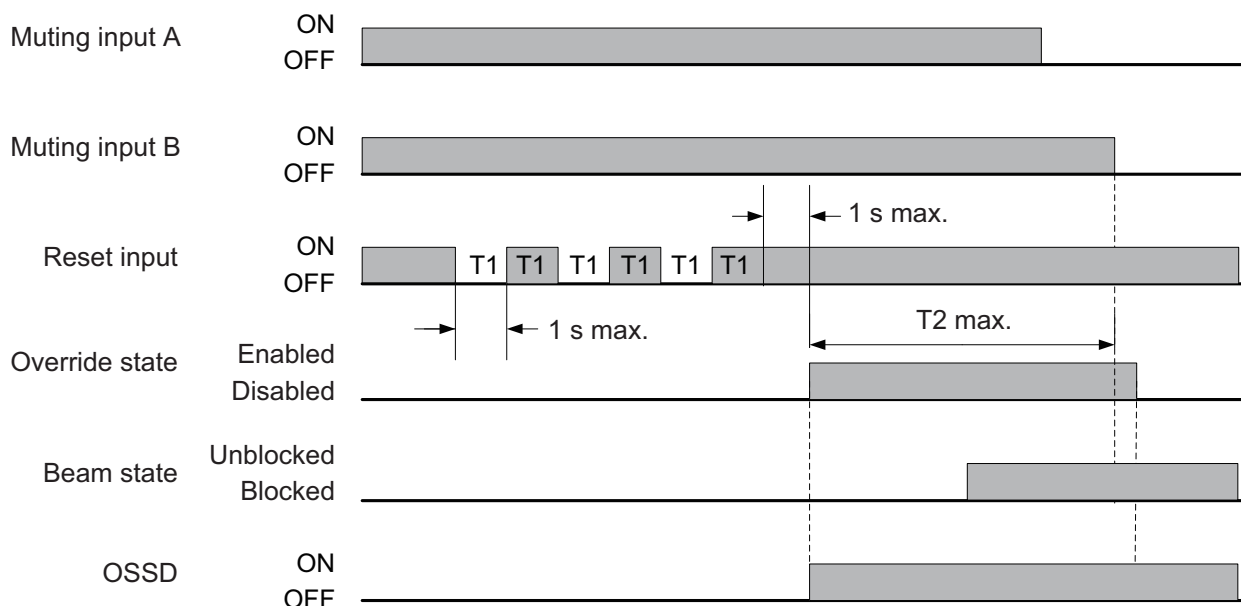 Muting input A
ON
OFF
Muting input B
ON
OFF
1 s max.
Reset input
ON
OFF
T1 T1 T1 T1 T1 T1
1 s max.
T2 max.
Override state
Enabled
Disabled
Beam state
Unblocked
Blocked
OSSD
ON
OFF